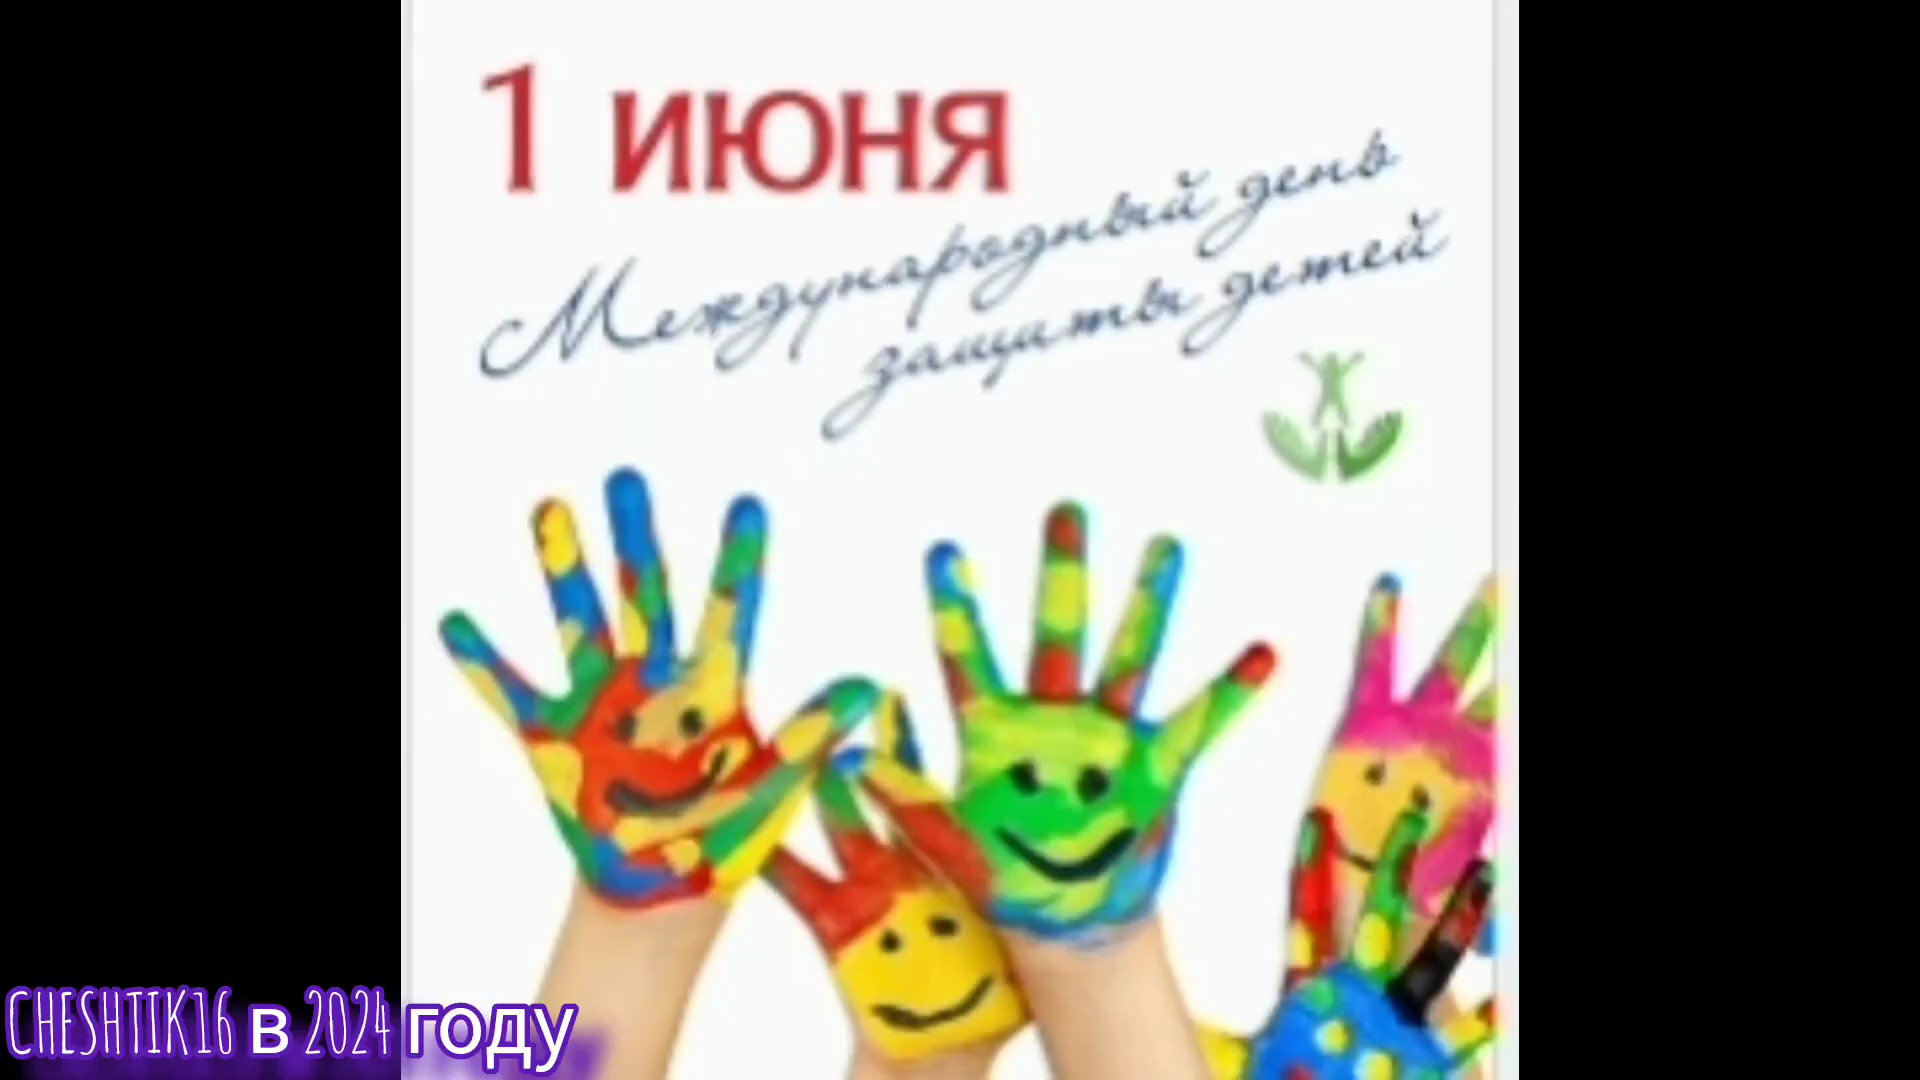 1 июня
Международный день
защиты детей
CHESHTIK16 в 2024 году